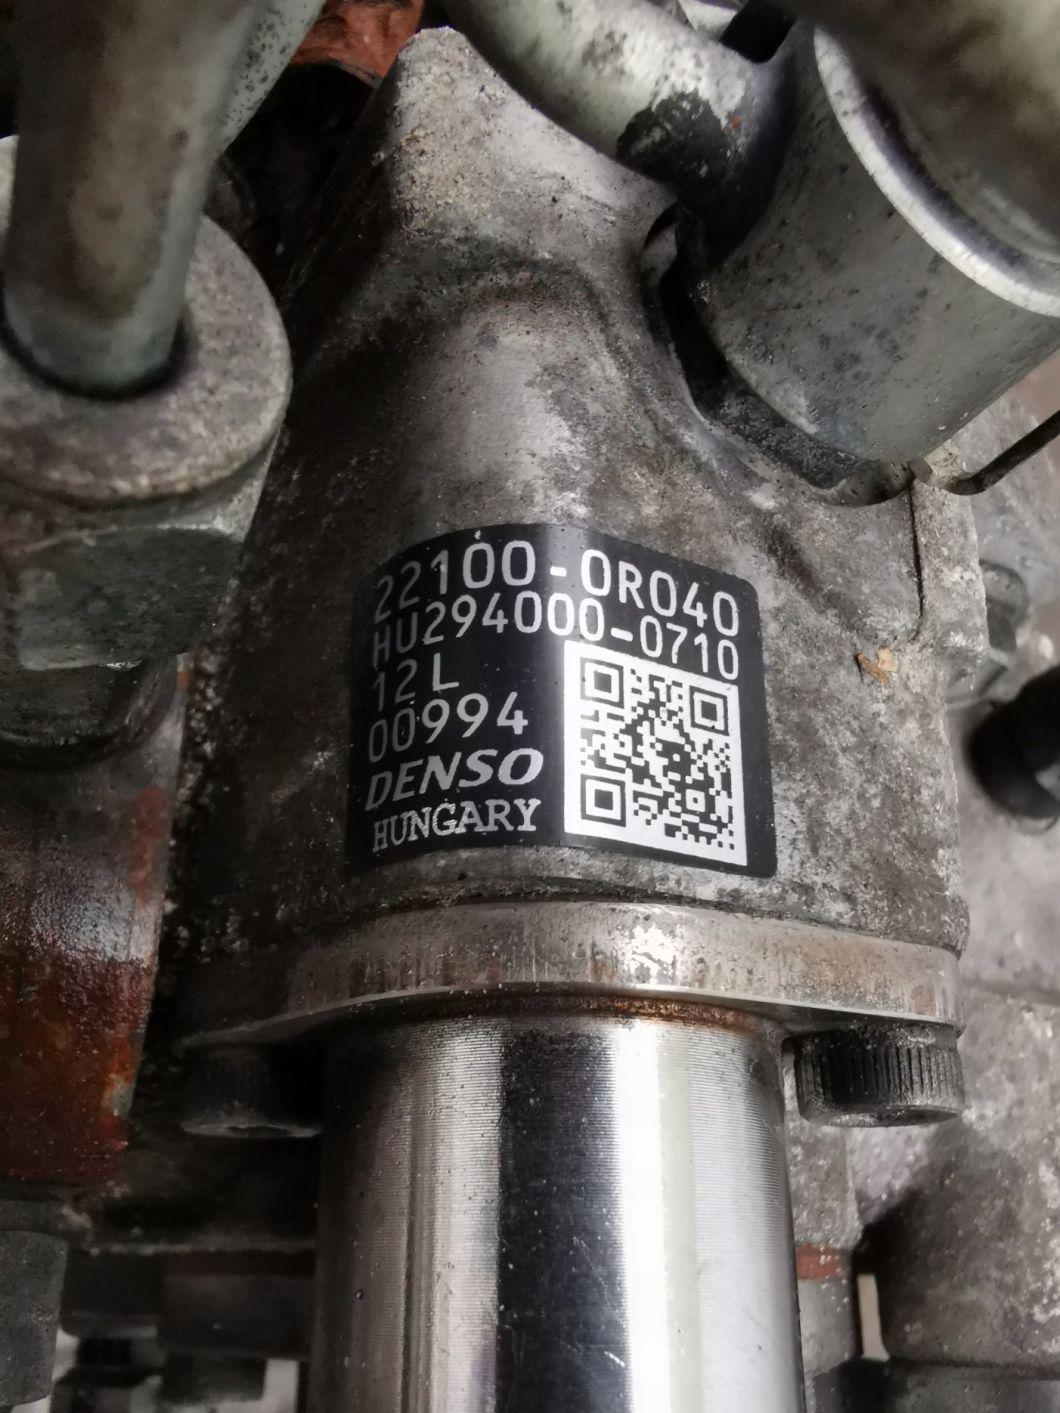 22100-0R040
HU294000-0710
12L
00994
DENSO
HUNGARY